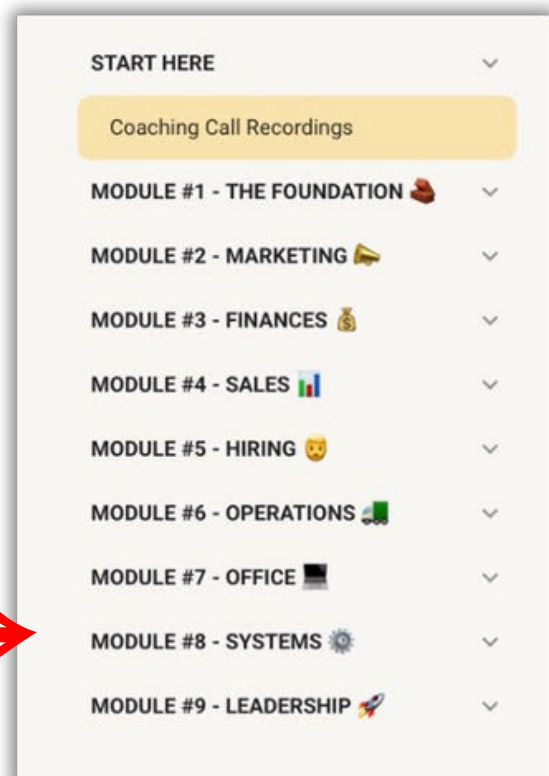 START HERE
Coaching Call Recordings
MODULE #1 - THE FOUNDATION 🧱
MODULE #2 - MARKETING 📣
MODULE #3 - FINANCES 💰
MODULE #4 - SALES 📊
MODULE #5 - HIRING 🧔
MODULE #6 - OPERATIONS 🚛
MODULE #7 - OFFICE 💻
MODULE #8 - SYSTEMS ⚙️
MODULE #9 - LEADERSHIP 🚀